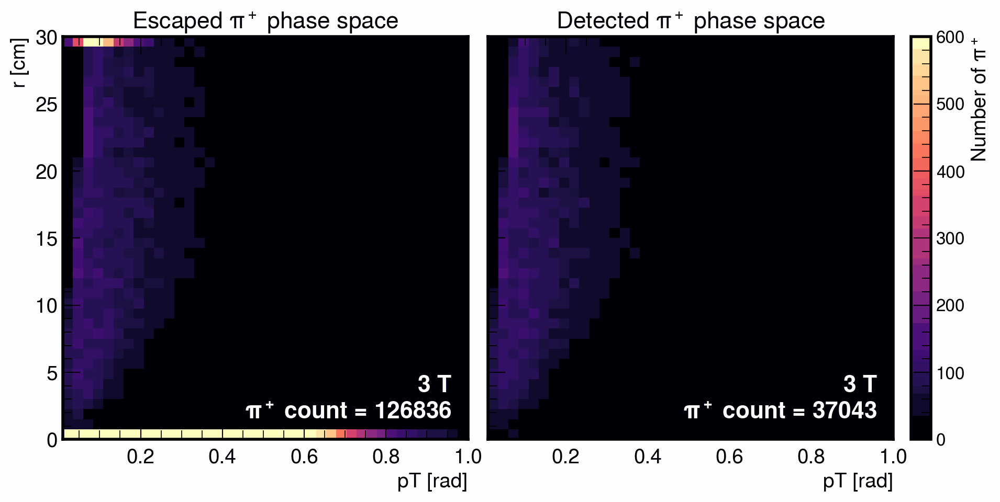 Escaped π⁺ phase space
Detected π⁺ phase space
r [cm]
30
25
20
15
10
5
0
3 T
π⁺ count = 126836
0.2 0.4 0.6 0.8 1.0
pT [rad]
3 T
π⁺ count = 37043
0.2 0.4 0.6 0.8 1.0
pT [rad]
600
500
400
300
200
100
0
Number of π⁺